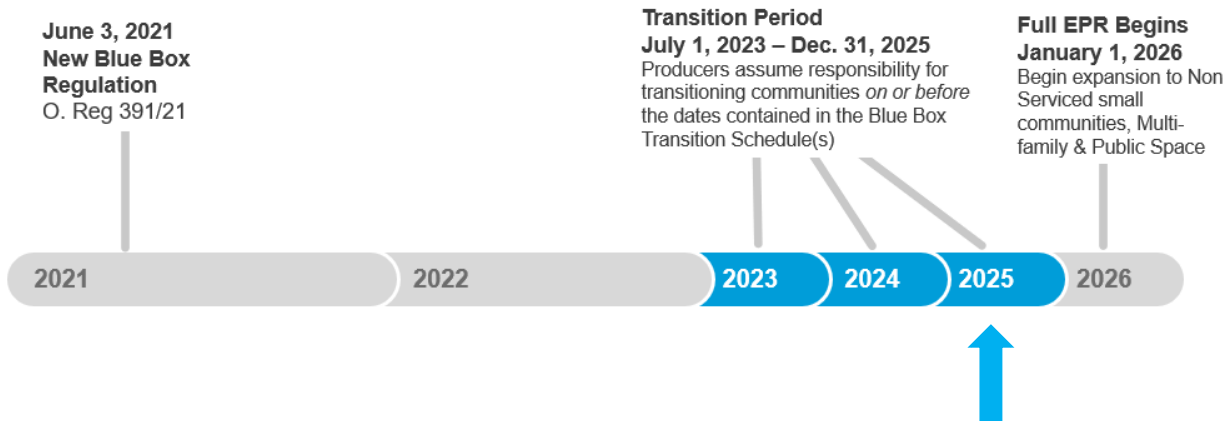 June 3, 2021
New Blue Box
Regulation
O. Reg 391/21
Transition Period
July 1, 2023 – Dec. 31, 2025
Producers assume responsibility for
transitioning communities on or before
the dates contained in the Blue Box
Transition Schedule(s)
Full EPR Begins
January 1, 2026
Begin expansion to Non
Serviced small
communities, Multi-
family & Public Space
2021
2022
2023
2024
2025
2026